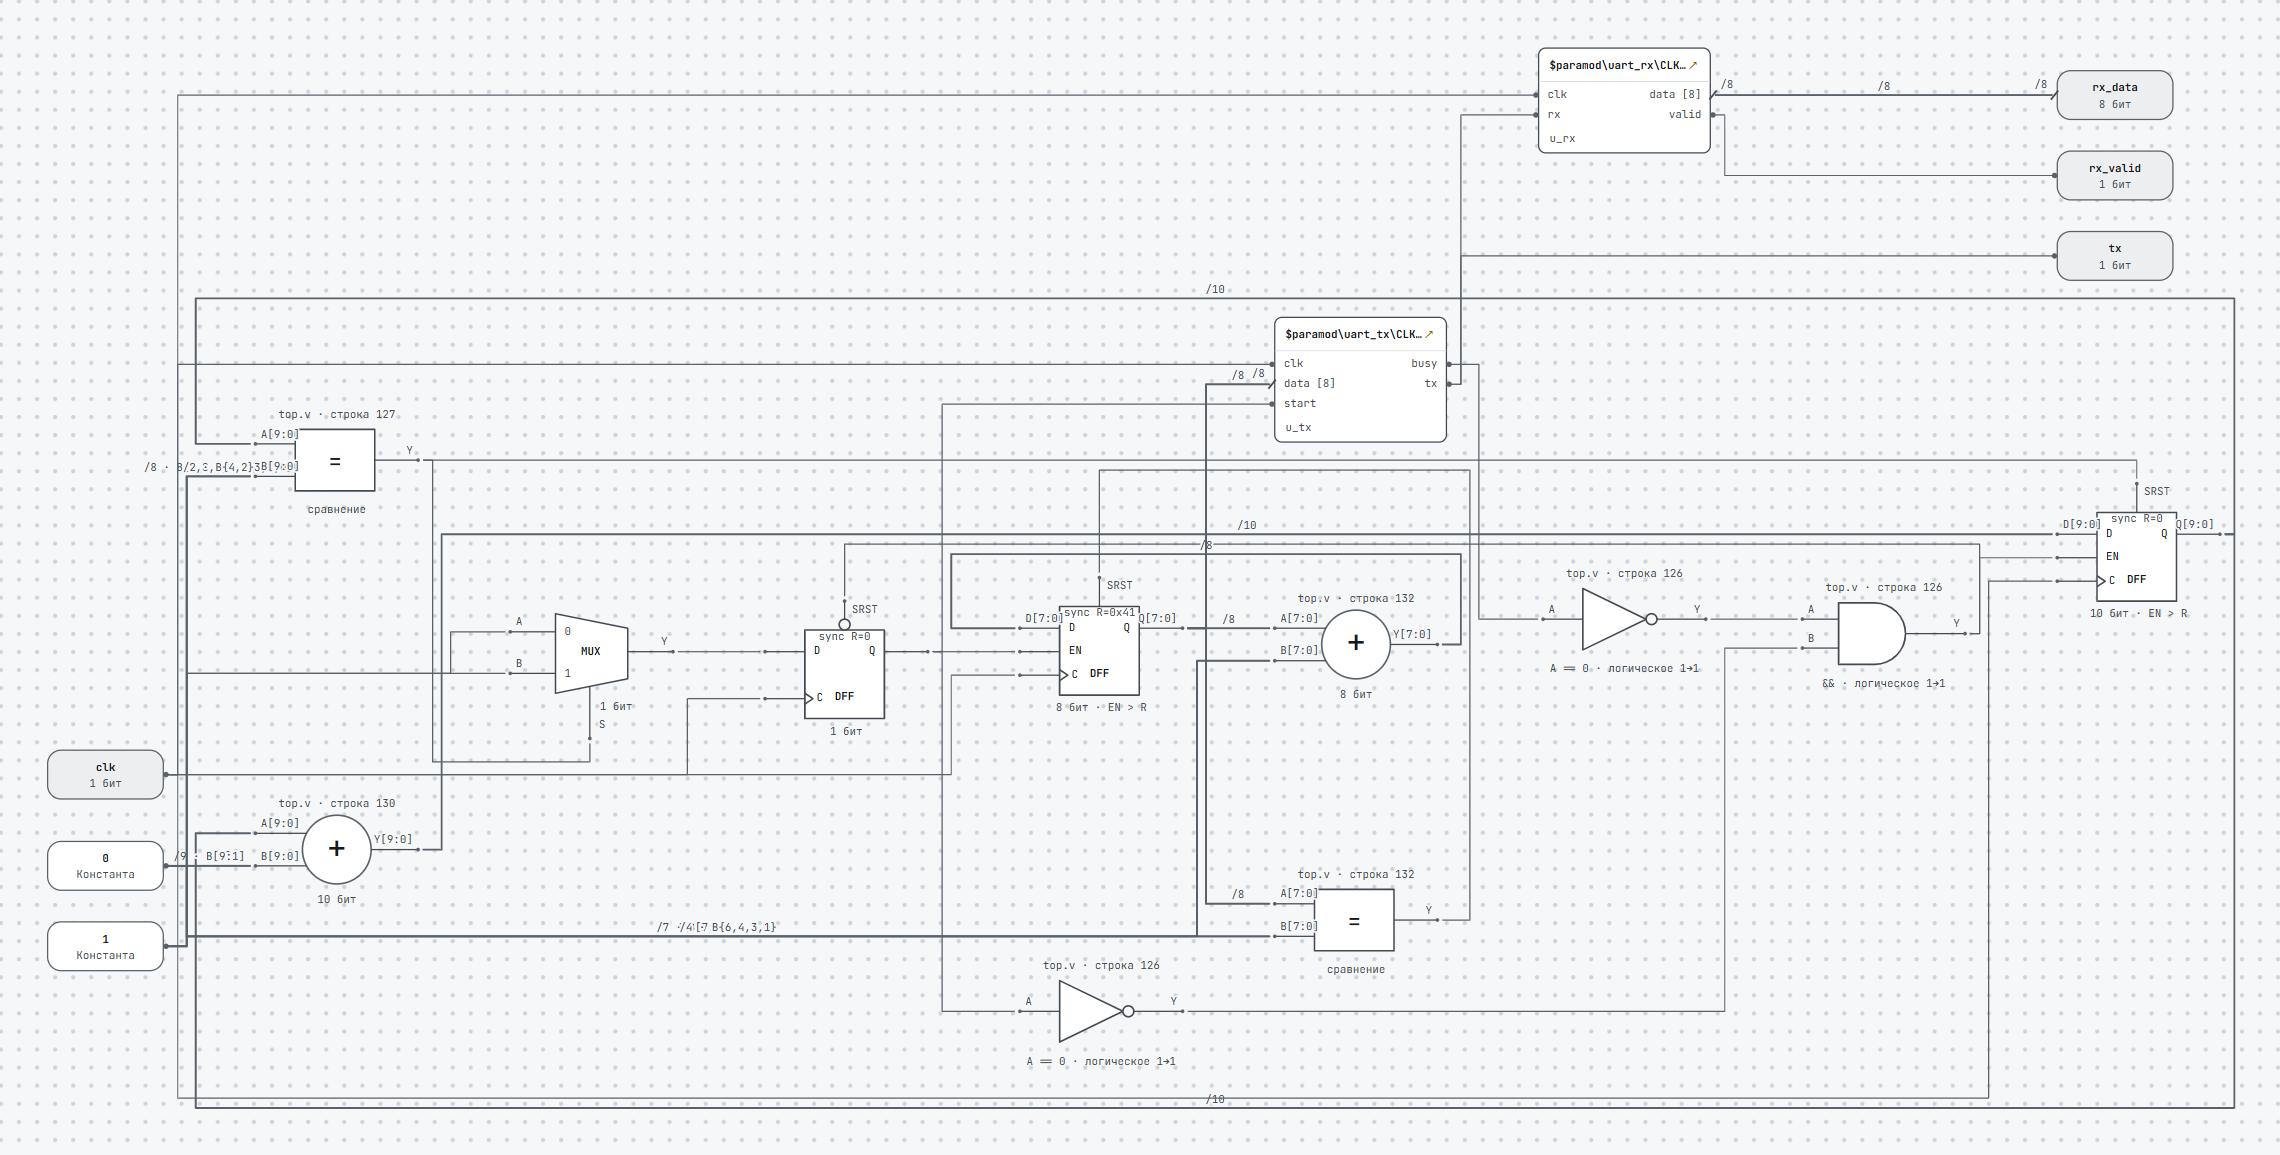 $paramod\uart_rx\CLK…↗
clk
data [8]
rx
valid
u_rx
/8
/8
/8
rx_data
8 бит
rx_valid
1 бит
tx
1 бит
/10
$paramod\uart_tx\CLK…↗
clk
busy
data [8]
tx
start
u_tx
/8
/8
top.v · строка 127
A[9:0]
B[9:0]
=
Y
сравнение
/10
SRST
D[9:0]
sync R=0
Q[9:0]
D
Q
EN
C
DFF
10 бит · EN > R
/8
A
B
0
1
MUX
Y
1 бит
S
SRST
sync R=0
D
Q
C
DFF
1 бит
SRST
D[7:0]
sync R=0x41
Q[7:0]
D
Q
EN
C
DFF
8 бит · EN > R
/8
top.v · строка 132
A[7:0]
B[7:0]
+
Y[7:0]
8 бит
top.v · строка 126
A
Y
A == 0 · логическое 1→1
top.v · строка 126
A
B
Y
&& · логическое 1→1
clk
1 бит
0
Константа
1
Константа
top.v · строка 130
A[9:0]
B[9:0]
/9 · B[9:1]
+
Y[9:0]
10 бит
B{6,4,3,1}
/8
top.v · строка 132
A[7:0]
B[7:0]
=
Y
сравнение
top.v · строка 126
A
Y
A == 0 · логическое 1→1
/10